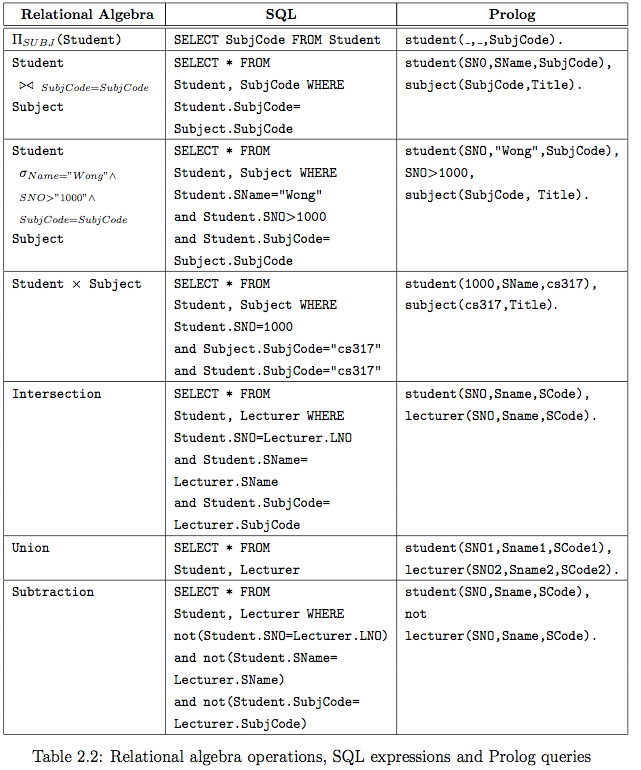 Relational Algebra SQL Prolog
Π_SUBJ(Student) SELECT SubjCode FROM Student student(_,_,SubjCode).
Student SELECT * FROM student(SNO,SName,SubjCode),
⋈ SubjCode=SubjCode Student, SubjCode WHERE subject(SubjCode,Title).
Subject Student.SubjCode=
Subject.SubjCode
Student SELECT * FROM student(SNO,"Wong",SubjCode),
σ Name="Wong"∧ Student, Subject WHERE SNO>1000,
SNO>"1000"∧ Student.SName="Wong" subject(SubjCode, Title).
SubjCode=SubjCode and Student.SNO>1000
Subject and Student.SubjCode=
Subject.SubjCode
Student × Subject SELECT * FROM student(1000,SName,cs317),
Student, Subject WHERE subject(cs317,Title).
Student.SNO=1000
and Subject.SubjCode="cs317"
and Student.SubjCode="cs317"
Intersection SELECT * FROM student(SNO,Sname,SCode),
Student, Lecturer WHERE lecturer(SNO,Sname,SCode).
Student.SNO=Lecturer.LNO
and Student.SName=
Lecturer.SName
and Student.SubjCode=
Lecturer.SubjCode
Union SELECT * FROM student(SNO1,Sname1,SCode1),
Student, Lecturer lecturer(SNO2,Sname2,SCode2).
Subtraction SELECT * FROM student(SNO,Sname,SCode),
Student, Lecturer WHERE not
not(Student.SNO=Lecturer.LNO) lecturer(SNO,Sname,SCode).
and not(Student.SName=
Lecturer.SName)
and not(Student.SubjCode=
Lecturer.SubjCode)
Table 2.2: Relational algebra operations, SQL expressions and Prolog queries